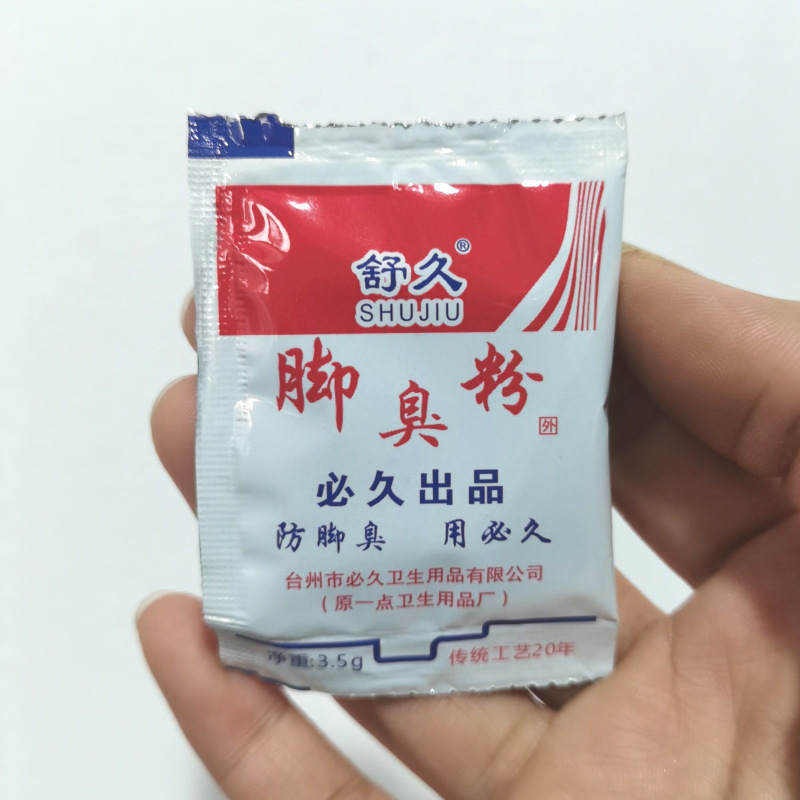 舒久®
SHUJIU
脚臭粉
外
必久出品
防脚臭 用必久
台州市必久卫生用品有限公司
(原一点卫生用品厂)
净重:3.5g 传统工艺20年